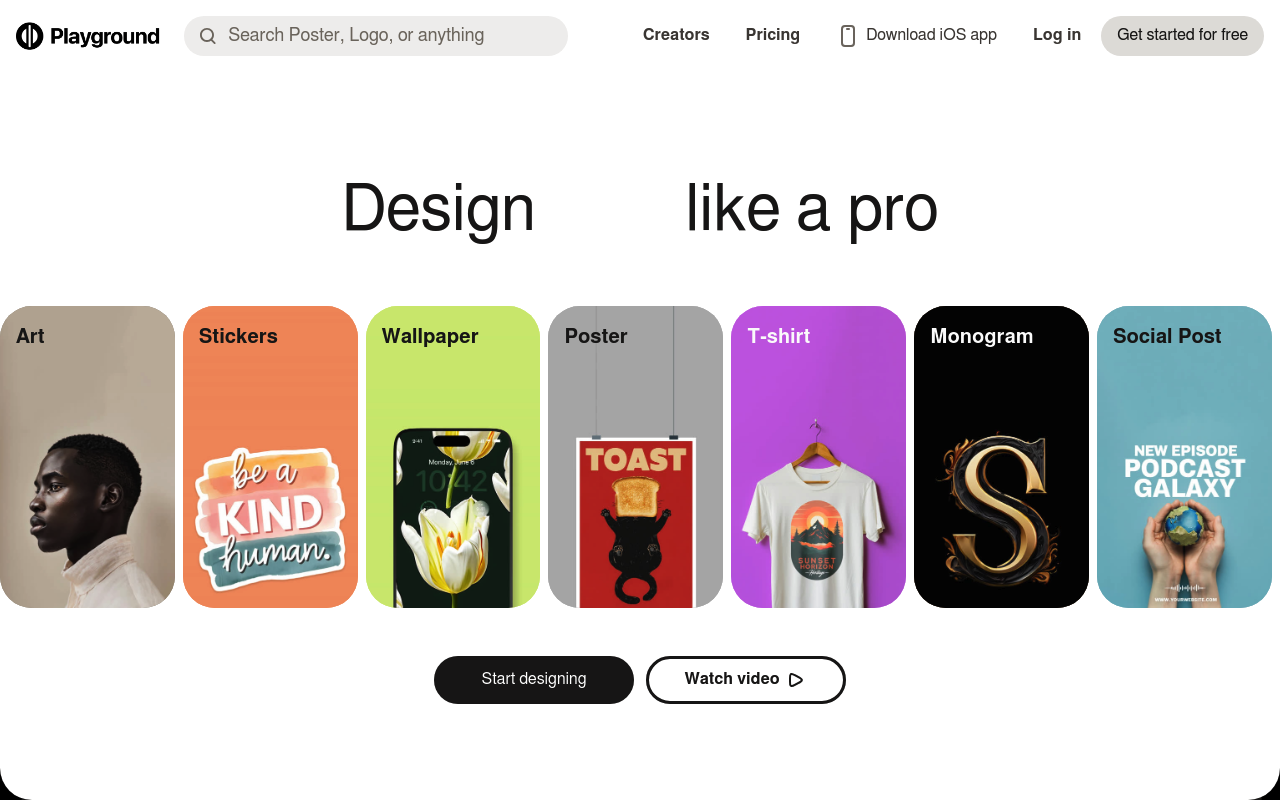 Playground
Search Poster, Logo, or anything
Creators
Pricing
Download iOS app
Log in
Get started for free
Design like a pro
Art
Stickers
be a
KIND
human.
Wallpaper
9:41
Monday, June 6
10:42
Poster
TOAST
T-shirt
SUNSET
HORIZON
Monogram
S
Social Post
NEW EPISODE
PODCAST
GALAXY
WWW.YOURWEBSITE.COM
Start designing
Watch video